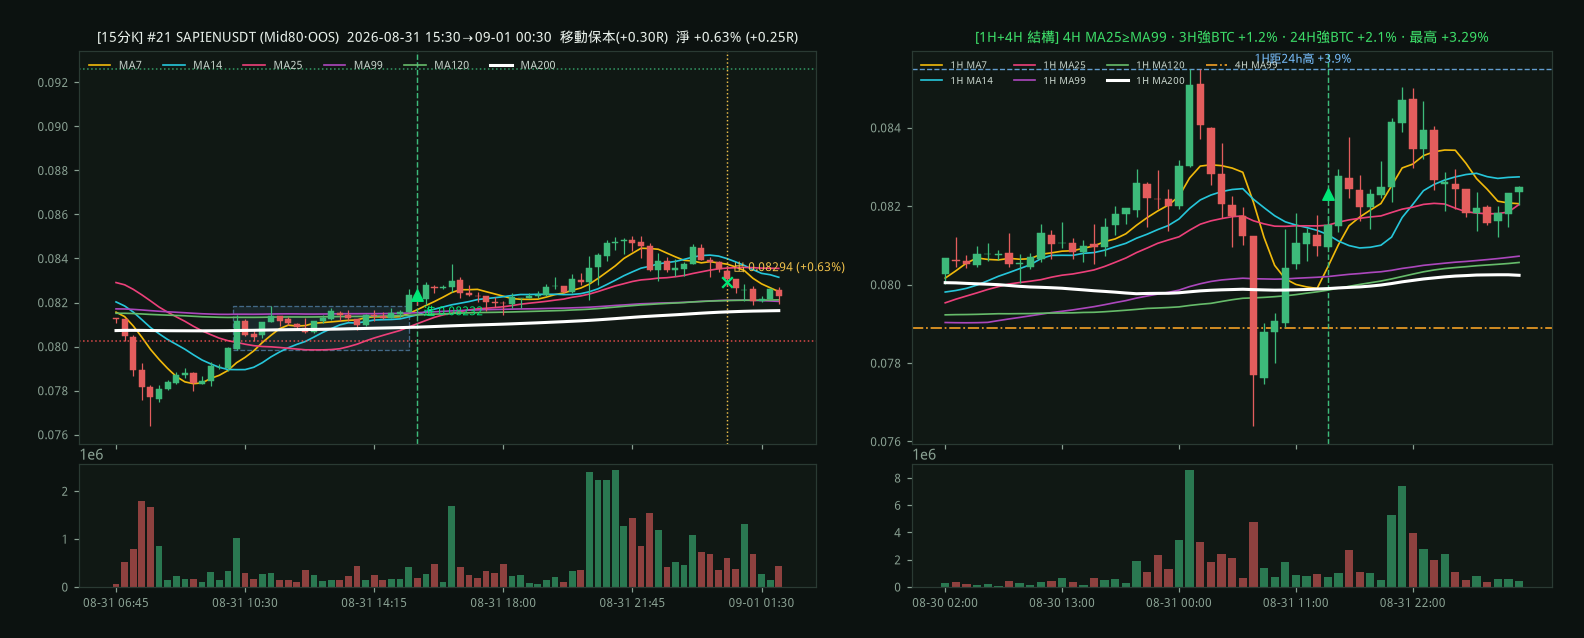 [15分K] #21 SAPIENUSDT (Mid80·OOS)  2026-08-31 15:30→09-01 00:30  移動保本(+0.30R)  淨 +0.63% (+0.25R)
MA7 MA14 MA25 MA99 MA120 MA200
0.092
0.090
0.088
0.086
0.084
0.082
0.080
0.078
0.076
0.08294 (+0.63%)
0.08232
1e6
2
1
0
08-31 06:45 08-31 10:30 08-31 14:15 08-31 18:00 08-31 21:45 09-01 01:30
[1H+4H 結構] 4H MA25≥MA99 · 3H強BTC +1.2% · 24H強BTC +2.1% · 最高 +3.29%
1H距24h高 +3.9%
1H MA7 1H MA25 1H MA120 4H MA99
1H MA14 1H MA99 1H MA200
0.084
0.082
0.080
0.078
0.076
1e6
8
6
4
2
0
08-30 02:00 08-30 13:00 08-31 00:00 08-31 11:00 08-31 22:00